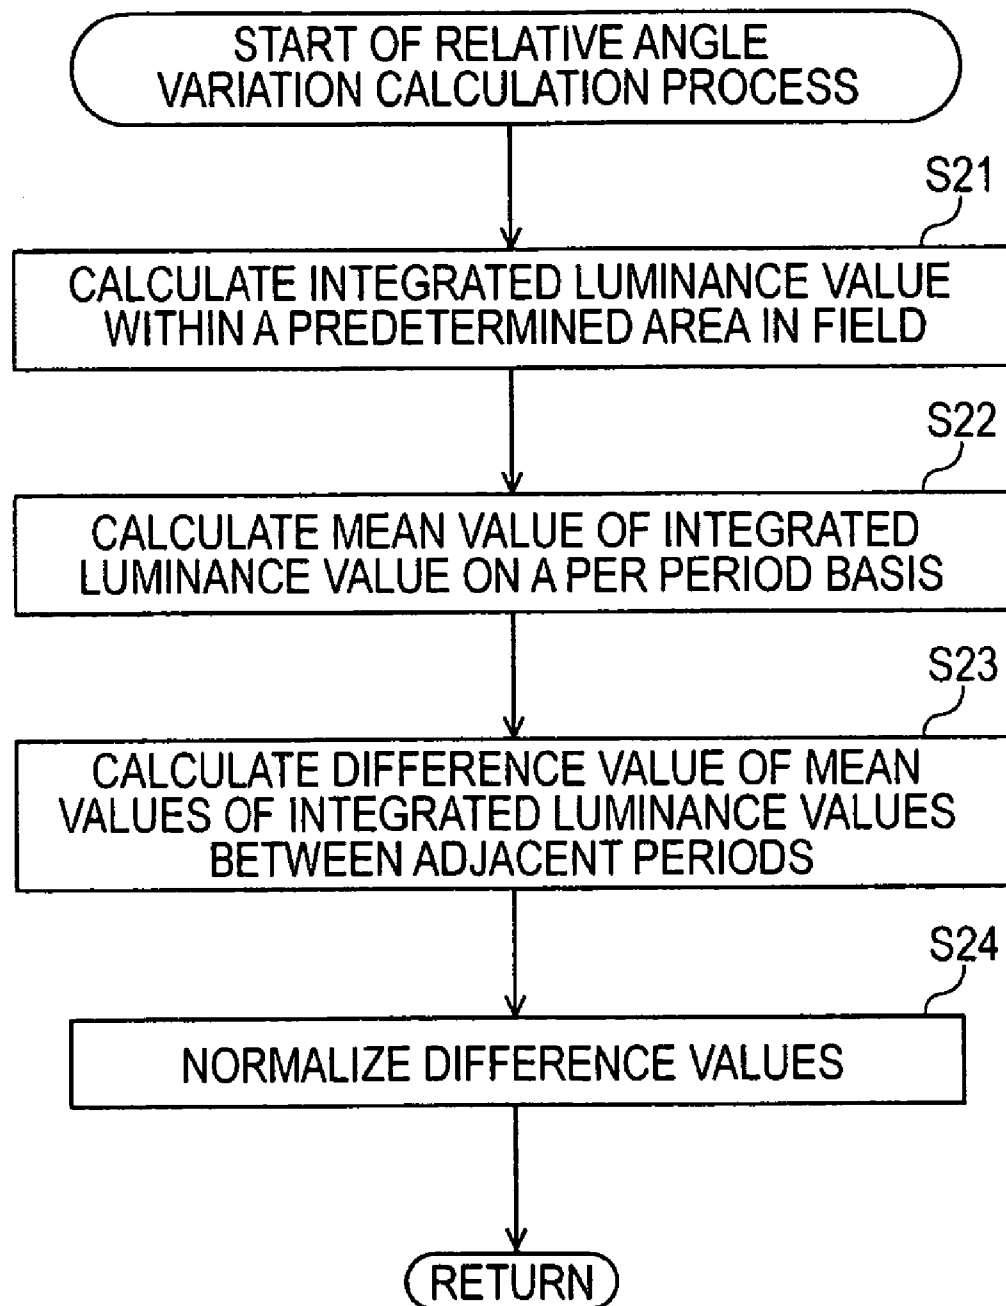 START OF RELATIVE ANGLE
VARIATION CALCULATION PROCESS
S21
CALCULATE INTEGRATED LUMINANCE VALUE
WITHIN A PREDETERMINED AREA IN FIELD
S22
CALCULATE MEAN VALUE OF INTEGRATED
LUMINANCE VALUE ON A PER PERIOD BASIS
S23
CALCULATE DIFFERENCE VALUE OF MEAN
VALUES OF INTEGRATED LUMINANCE VALUES
BETWEEN ADJACENT PERIODS
S24
NORMALIZE DIFFERENCE VALUES
RETURN